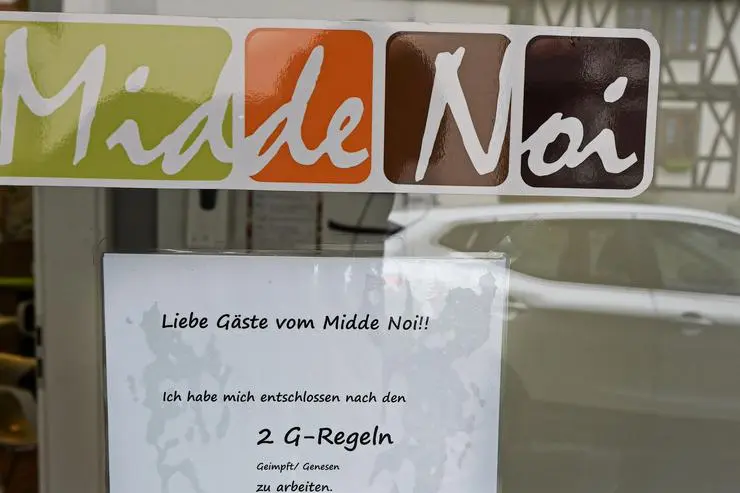 Midde Noi
Liebe Gäste vom Midde Noi!!
Ich habe mich entschlossen nach den
2 G-Regeln
Geimpft/ Genesen
zu arbeiten.